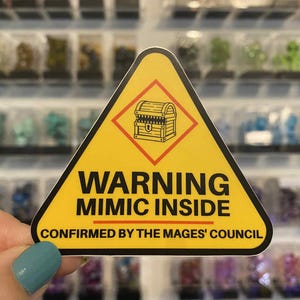 WARNING
MIMIC INSIDE
CONFIRMED BY THE MAGES' COUNCIL